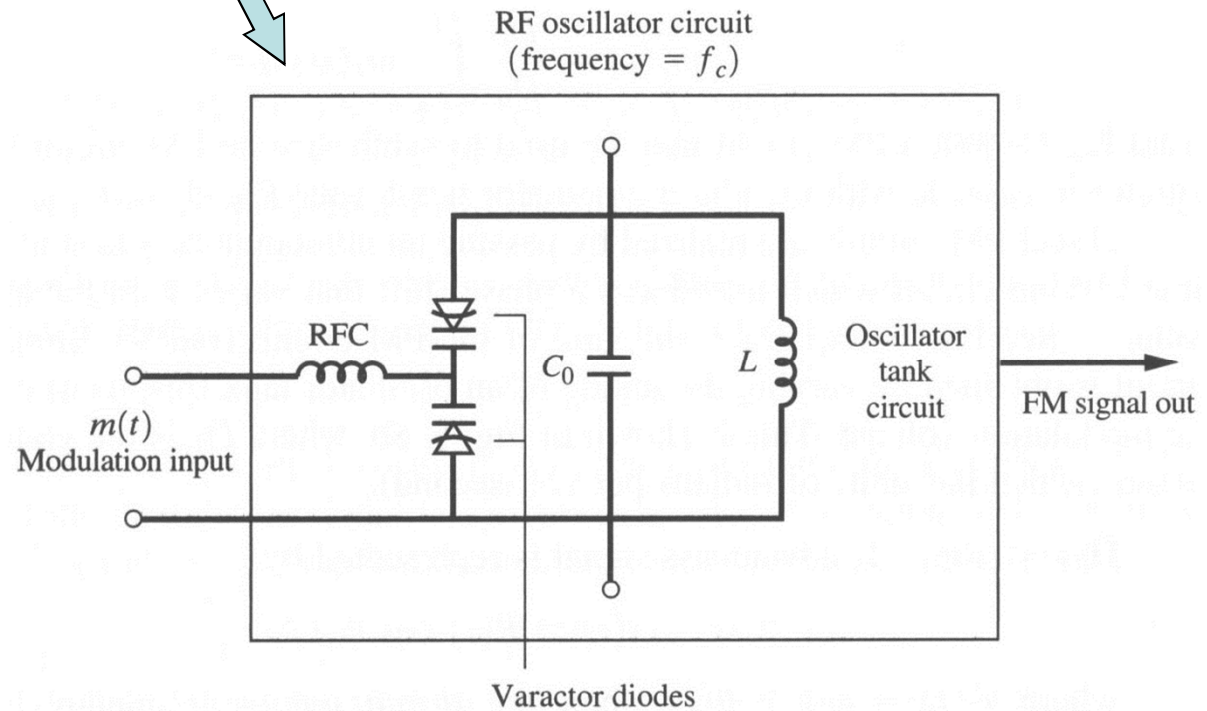 RF oscillator circuit
(frequency = f_c)
RFC
m(t)
Modulation input
C_0
L
Oscillator
tank
circuit
FM signal out
Varactor diodes